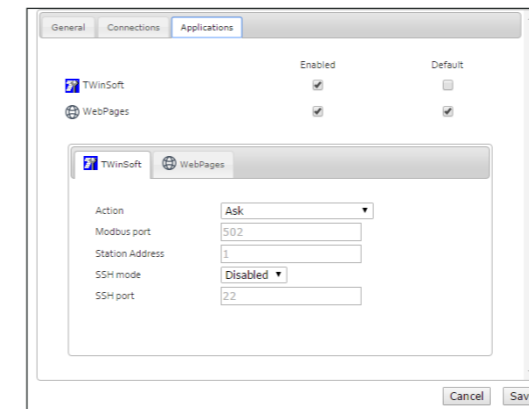 General Connections Applications
Enabled Default
TWinSoft
WebPages
TWinSoft WebPages
Action Ask
Modbus port 502
Station Address 1
SSH mode Disabled
SSH port 22
Cancel Sav